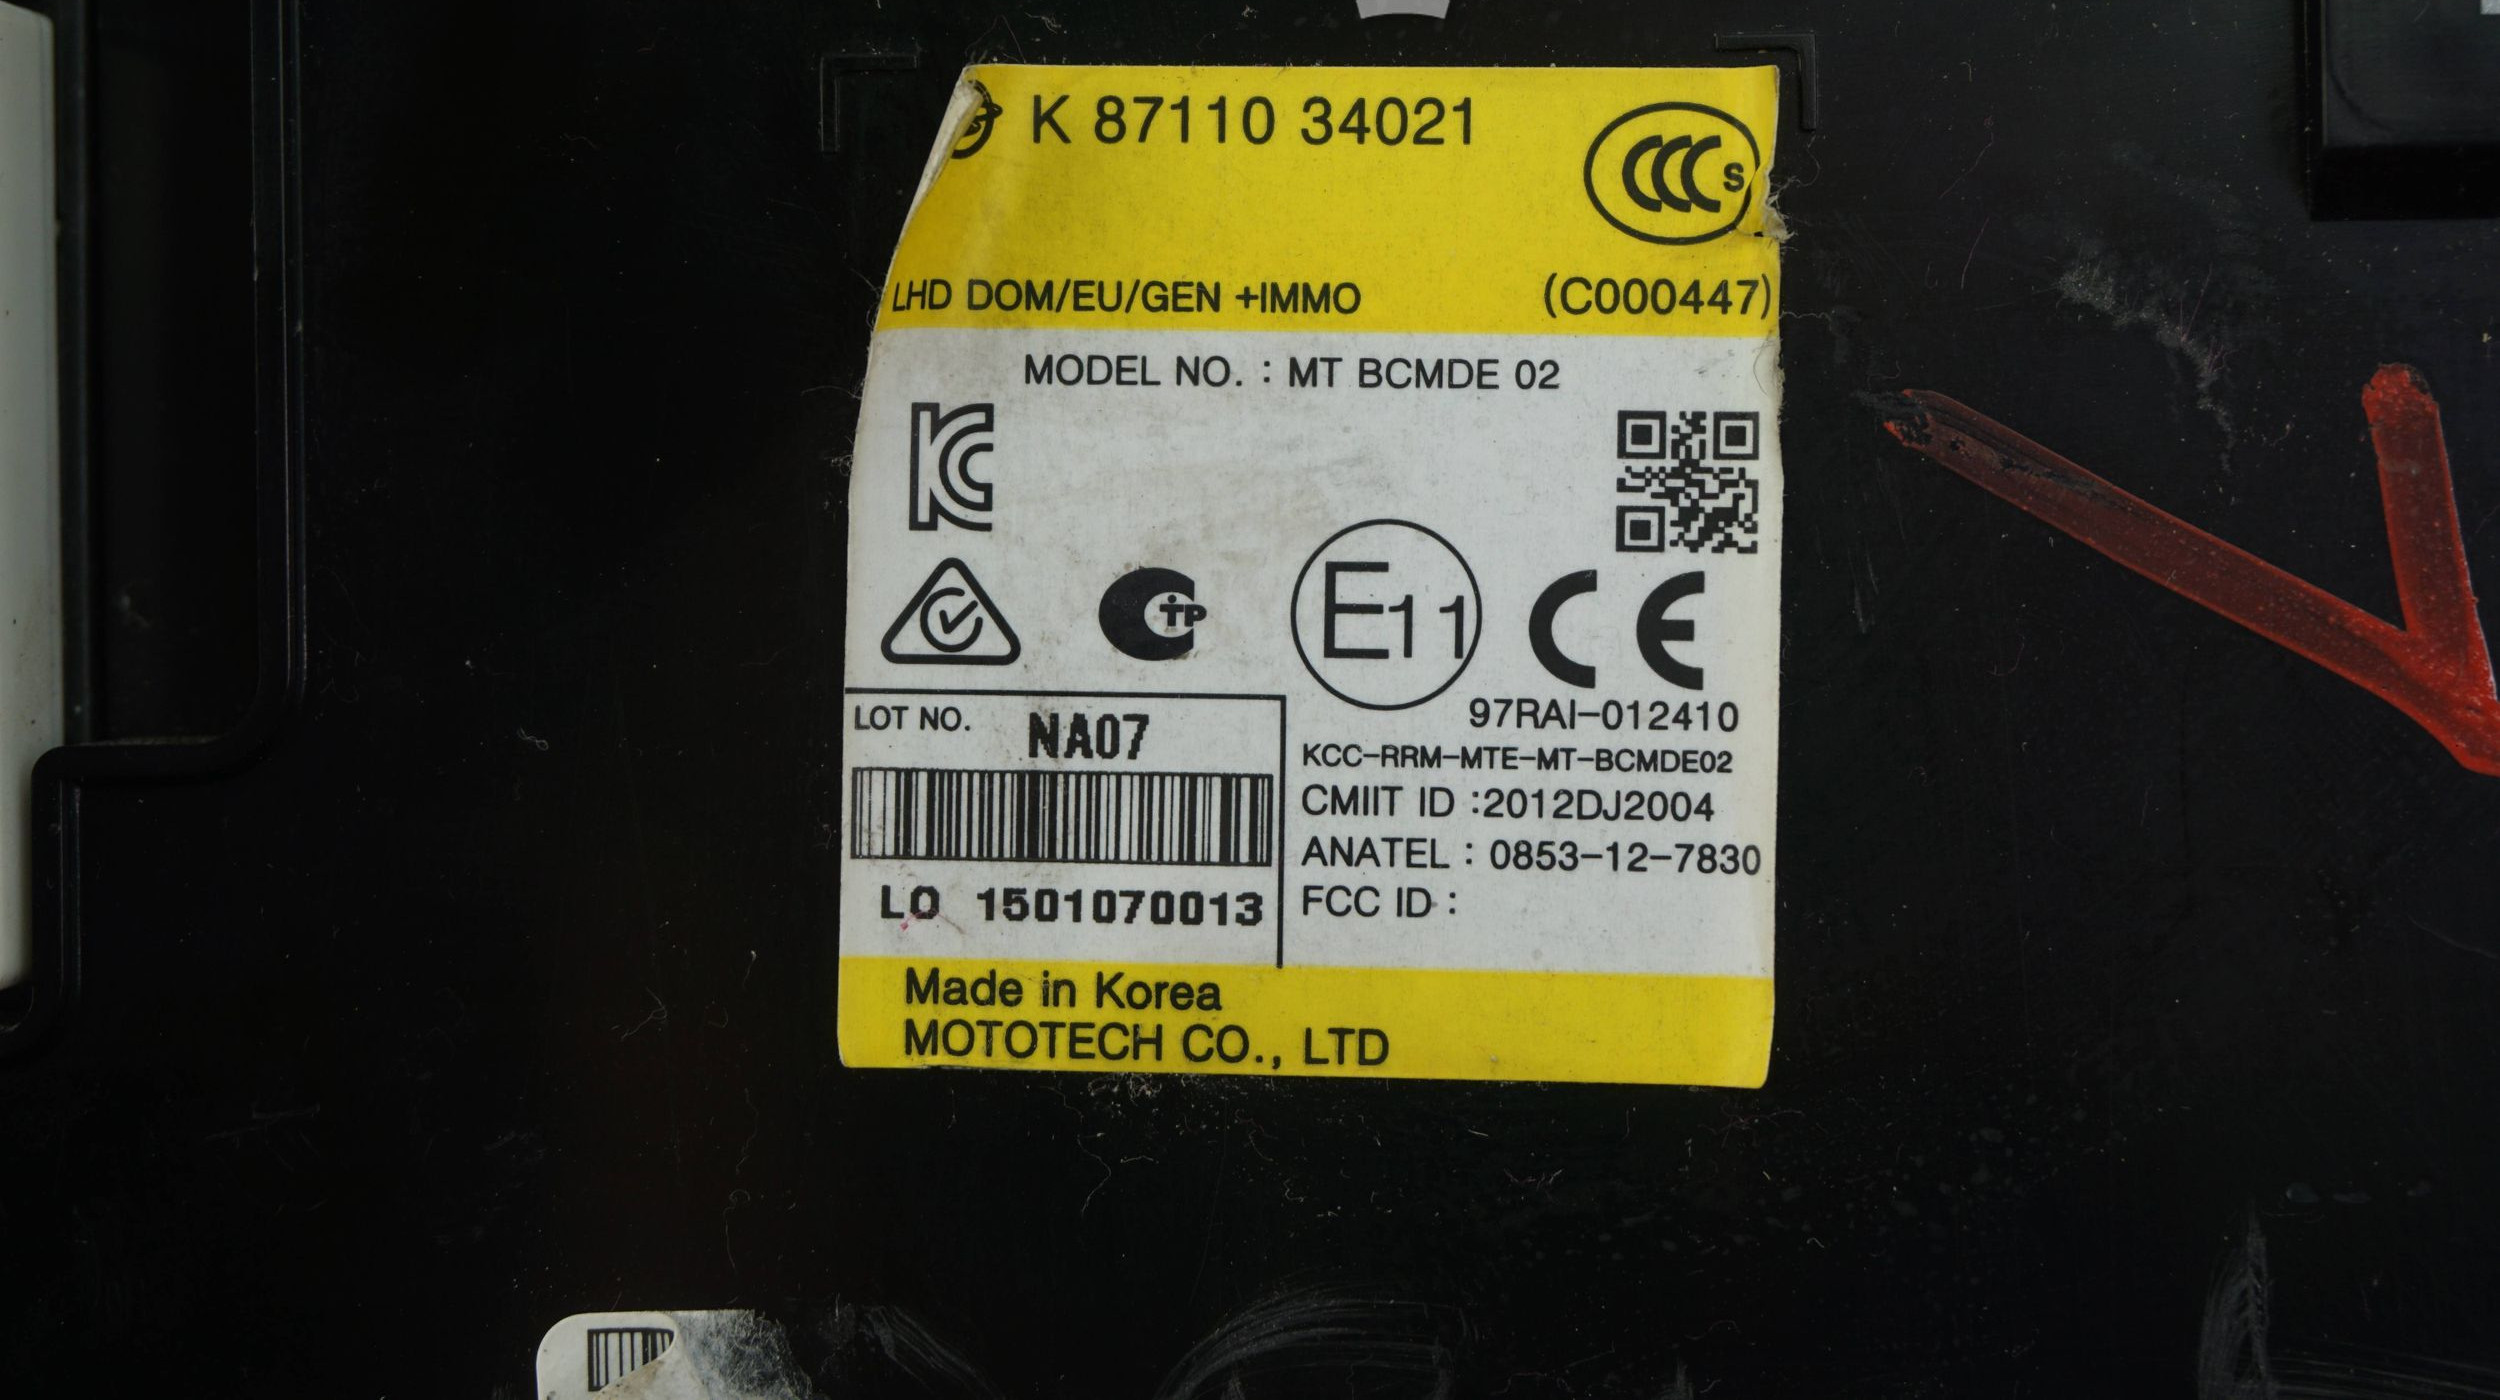 K 87110 34021
CCC S
LHD DOM/EU/GEN +IMMO (C000447)
MODEL NO. : MT BCMDE 02
KC
TP
E11 CE
97RAI-012410
LOT NO. NA07
KCC-RRM-MTE-MT-BCMDE02
CMIIT ID :2012DJ2004
ANATEL : 0853-12-7830
LO 1501070013
FCC ID :
Made in Korea
MOTOTECH CO., LTD